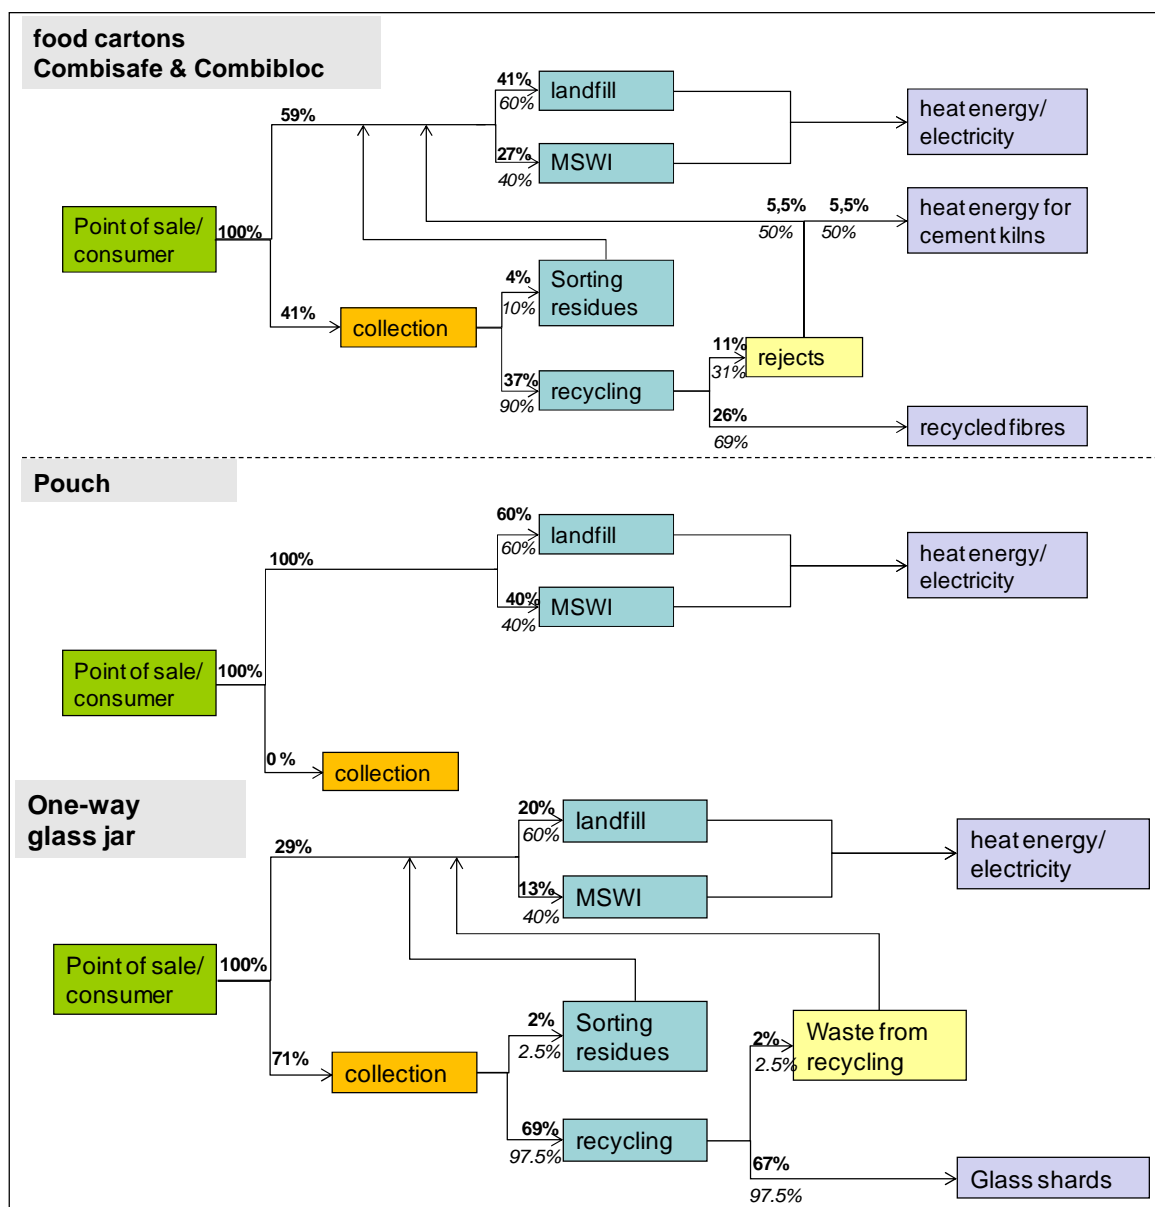 food cartons
Combisafe & Combibloc
41%
60%
landfill
59%
27%
40%
MSWI
heat energy/
electricity
Point of sale/
consumer
100%
5,5%
50%
5,5%
50%
heat energy for
cement kilns
4%
10%
Sorting
residues
41%
collection
37%
90%
recycling
11%
31%
rejects
26%
69%
recycled fibres
Pouch
60%
60%
landfill
100%
40%
40%
MSWI
heat energy/
electricity
Point of sale/
consumer
100%
0 %
collection
One-way
glass jar
20%
60%
landfill
29%
13%
40%
MSWI
heat energy/
electricity
Point of sale/
consumer
100%
2%
2.5%
Sorting
residues
2%
2.5%
Waste from
recycling
71%
collection
69%
97.5%
recycling
67%
97.5%
Glass shards